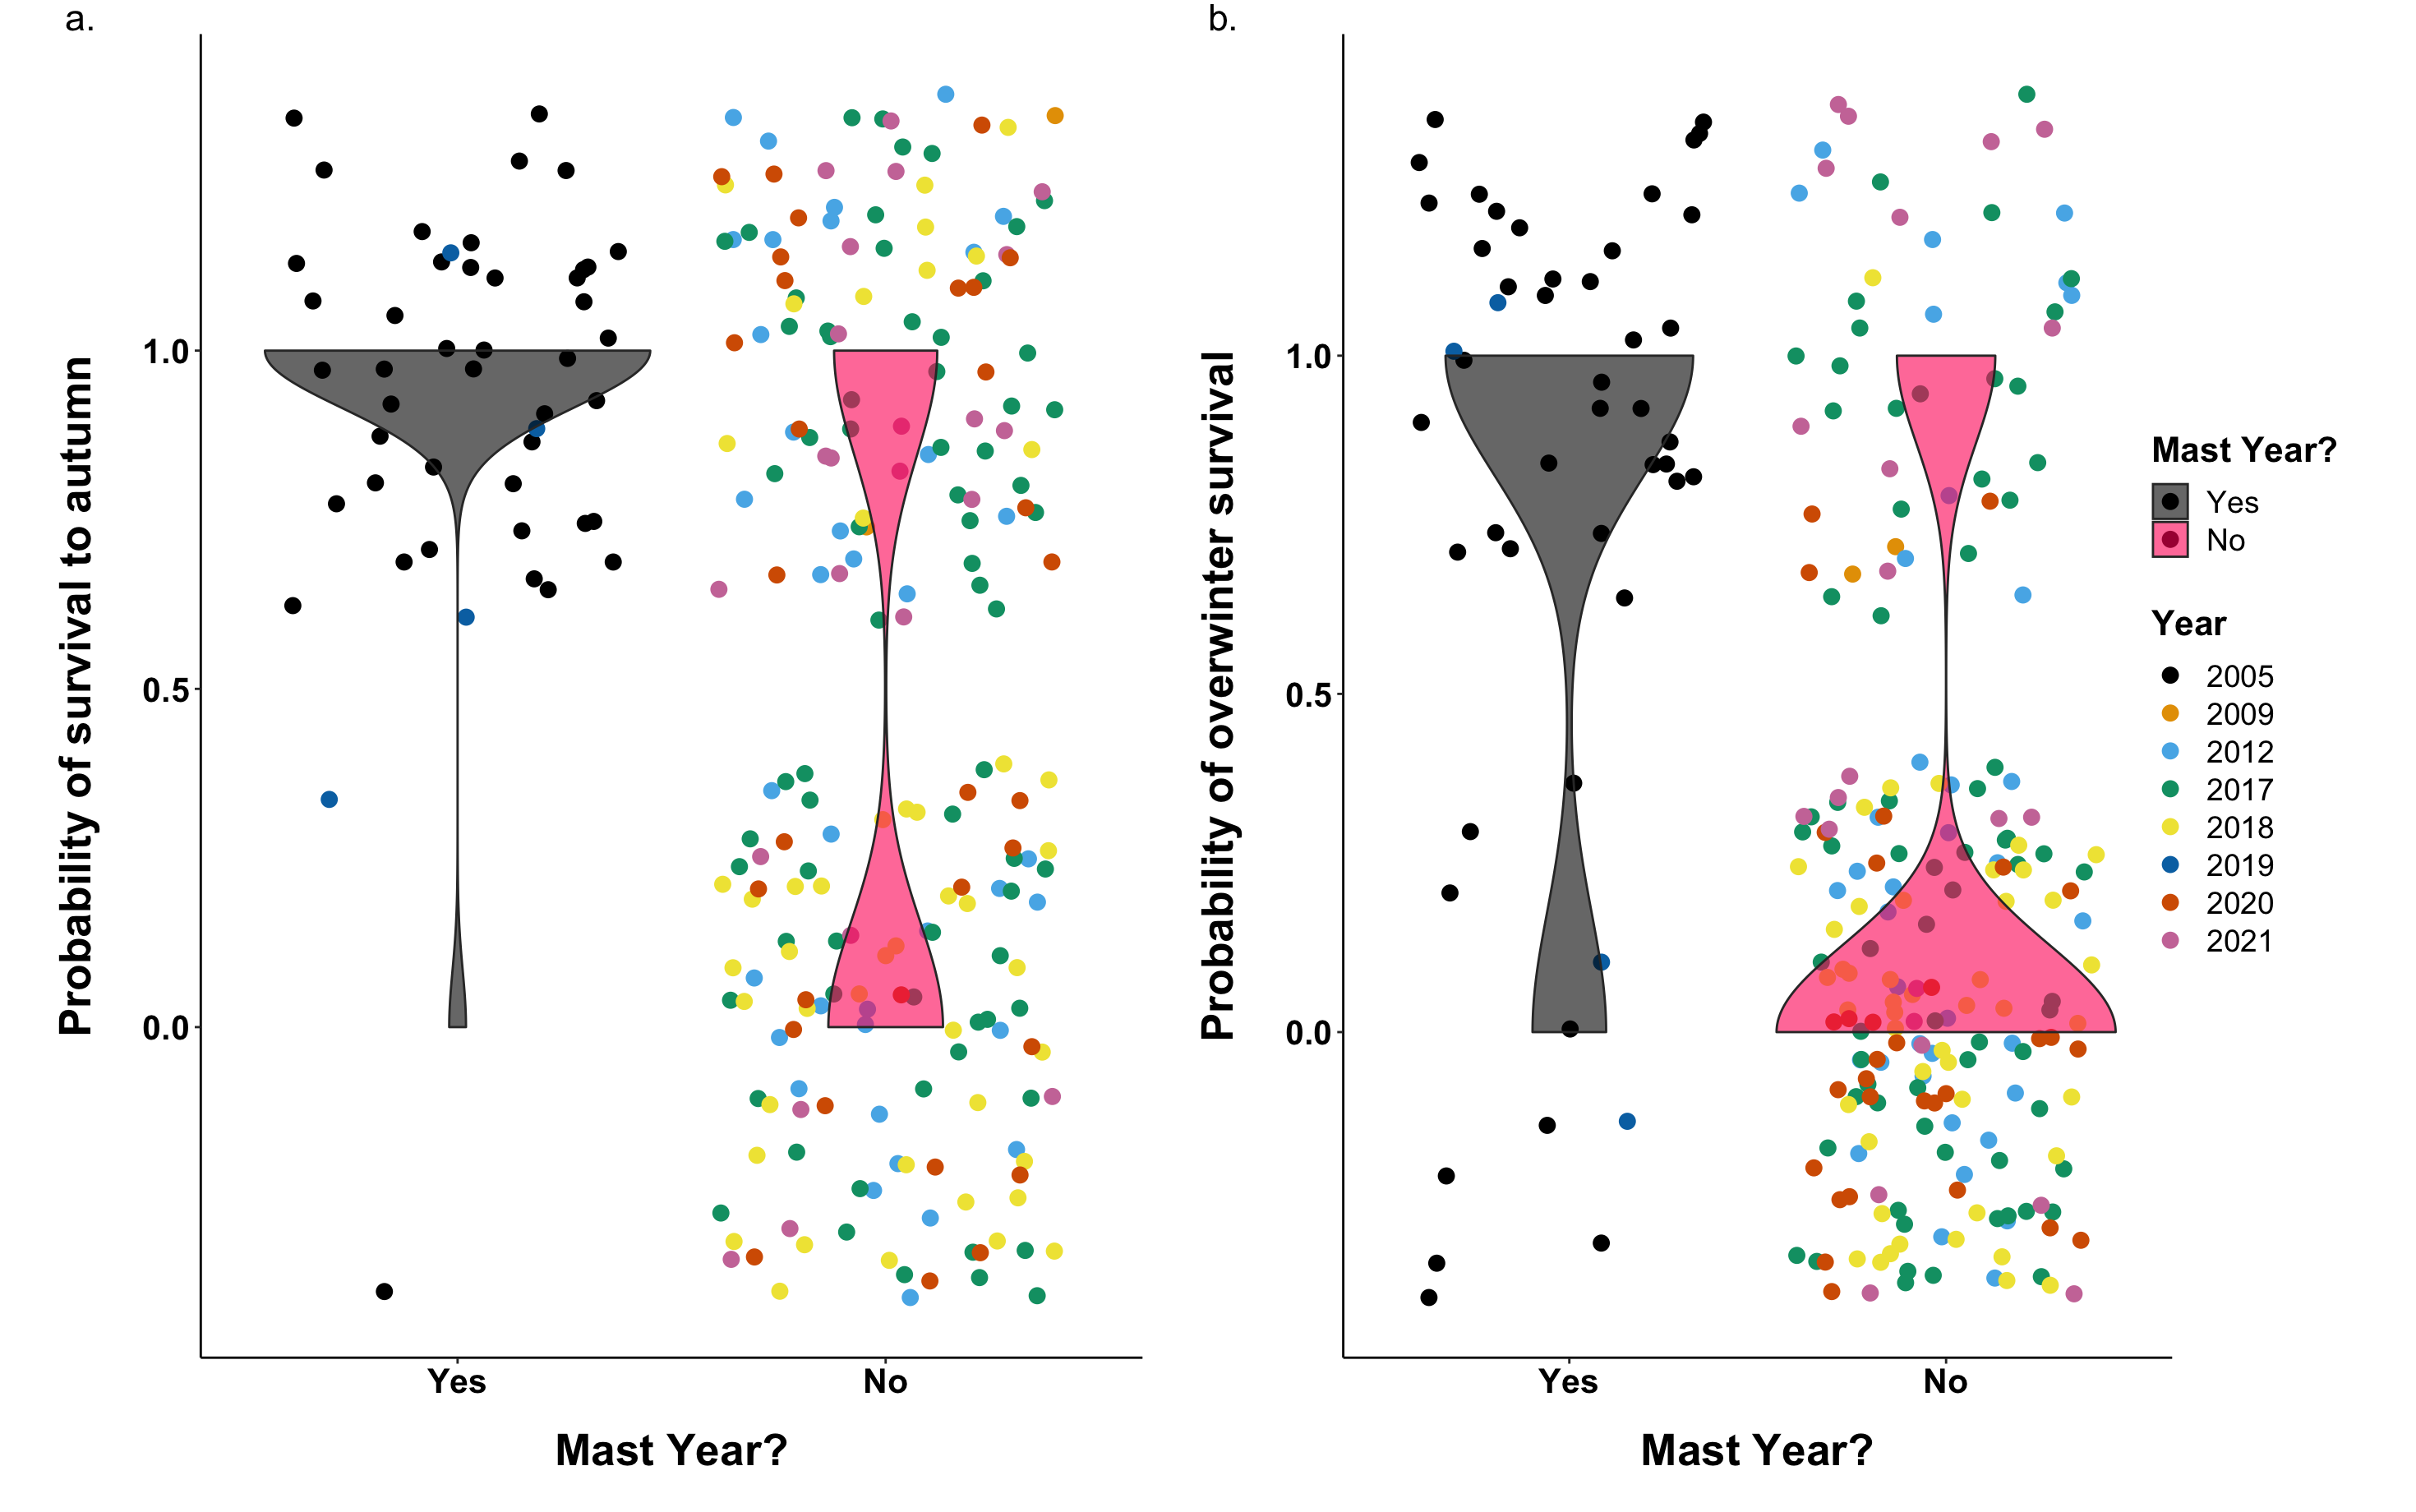 a.
Probability of survival to autumn
1.0
0.5
0.0
Yes
No
Mast Year?
b.
Probability of overwinter survival
1.0
0.5
0.0
Yes
No
Mast Year?
Mast Year?
Yes
No
Year
2005
2009
2012
2017
2018
2019
2020
2021